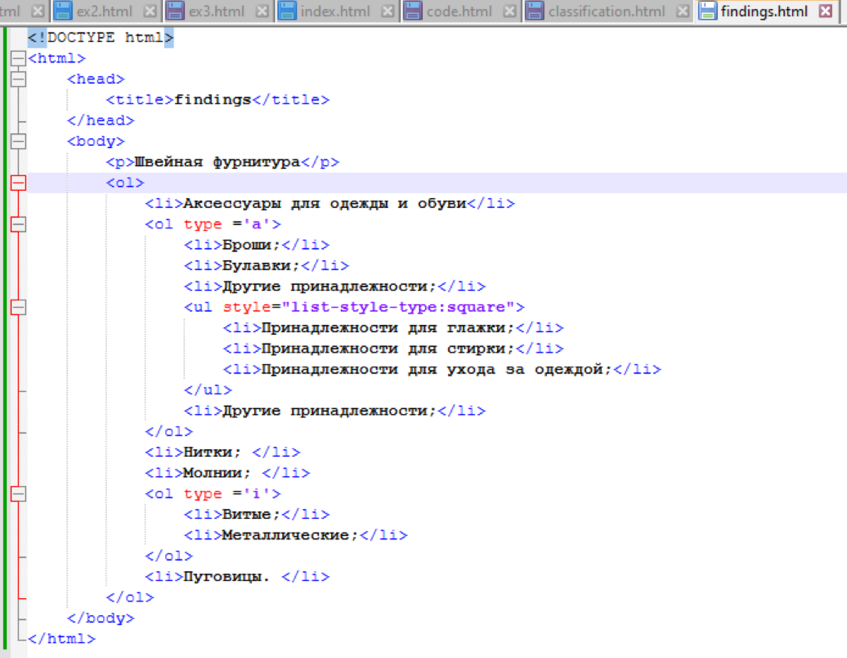 tml ex2.html ex3.html index.html code.html classification.html findings.html
<!DOCTYPE html>
<html>
<head>
<title>findings</title>
</head>
<body>
<p>Швейная фурнитура</p>
<ol>
<li>Аксессуары для одежды и обуви</li>
<ol type ='a'>
<li>Броши;</li>
<li>Булавки;</li>
<li>Другие принадлежности;</li>
<ul style="list-style-type:square">
<li>Принадлежности для глажки;</li>
<li>Принадлежности для стирки;</li>
<li>Принадлежности для ухода за одеждой;</li>
</ul>
<li>Другие принадлежности;</li>
</ol>
<li>Нитки; </li>
<li>Молнии; </li>
<ol type ='i'>
<li>Витые;</li>
<li>Металлические;</li>
</ol>
<li>Пуговицы. </li>
</ol>
</body>
</html>